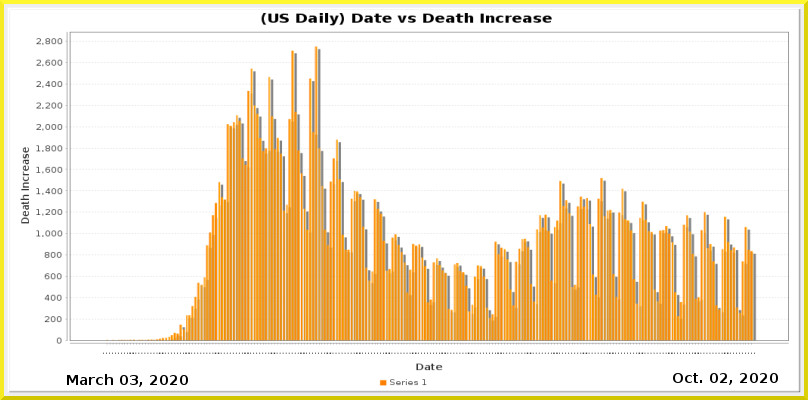 (US Daily) Date vs Death Increase
2,800
2,600
2,400
2,200
2,000
1,800
1,600
1,400
1,200
1,000
800
600
400
200
0
Death Increase
Date
March 03, 2020
Oct. 02, 2020
Series 1